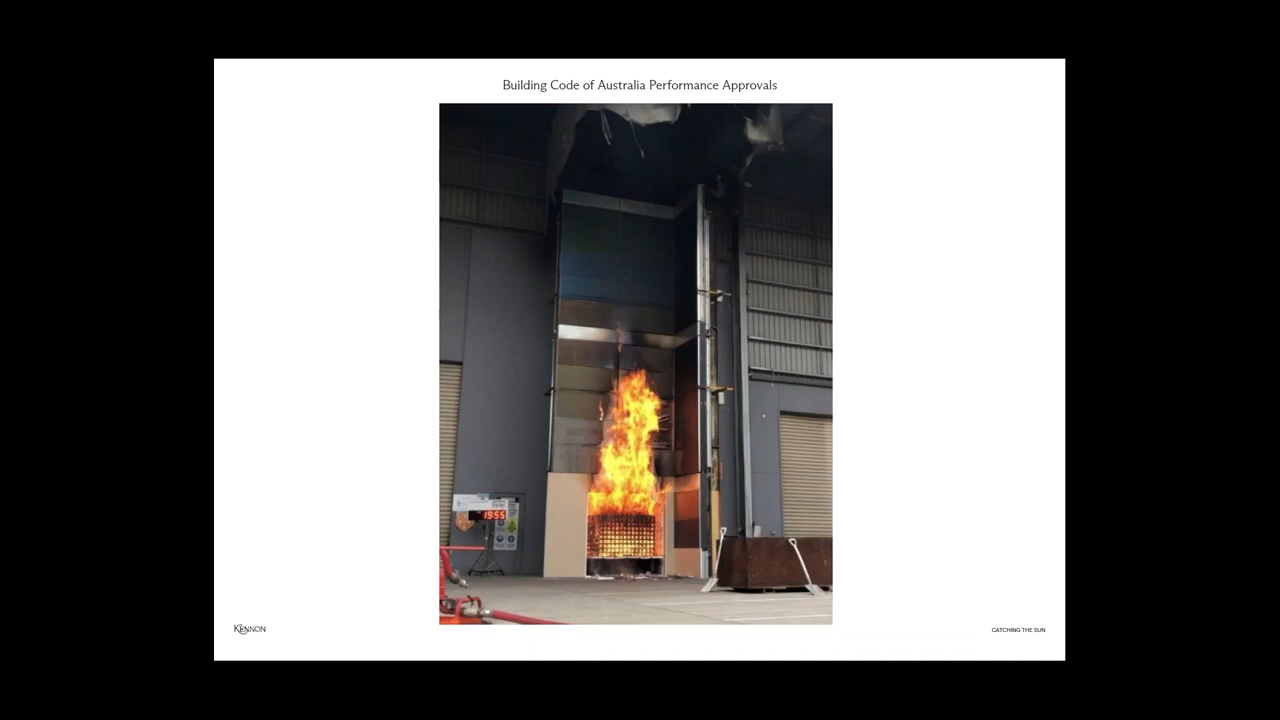 Building Code of Australia Performance Approvals
19:55
KENNON
CATCHING THE SUN